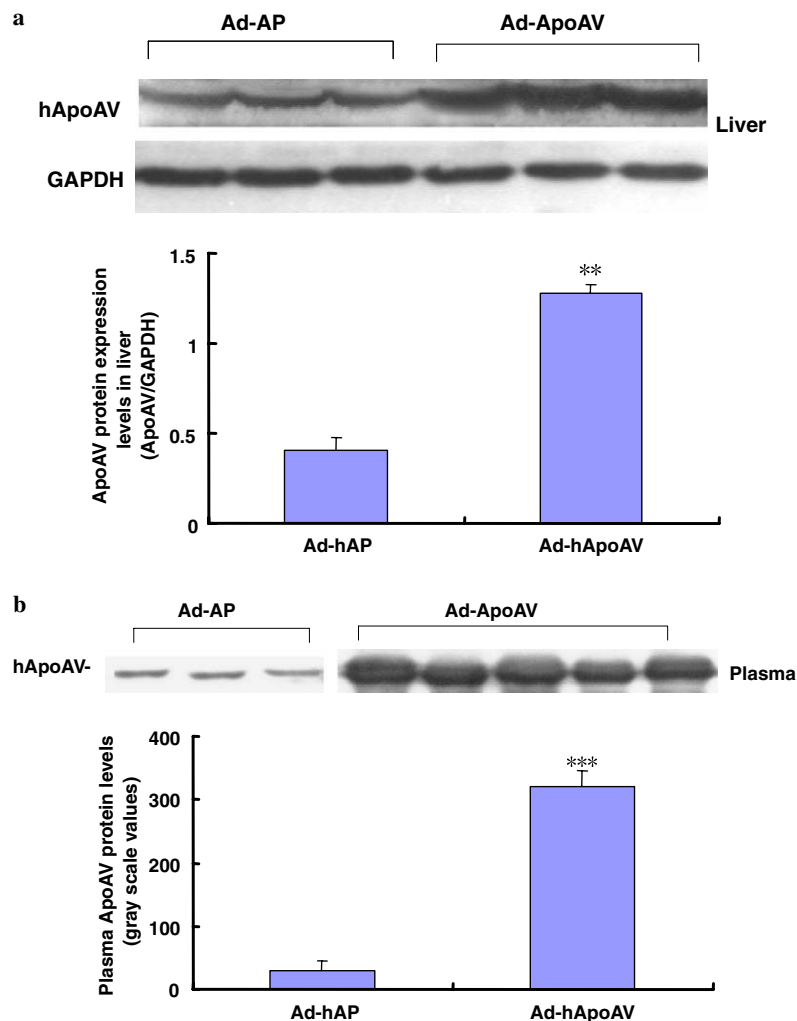 a
Ad-AP Ad-ApoAV
hApoAV
Liver
GAPDH
ApoAV protein expression
levels in liver
(ApoAV/GAPDH)
1.5
1
0.5
0
**
Ad-hAP Ad-hApoAV
b
Ad-AP Ad-ApoAV
hApoAV-
Plasma
Plasma ApoAV protein levels
(gray scale values)
400
300
200
100
0
***
Ad-hAP Ad-hApoAV